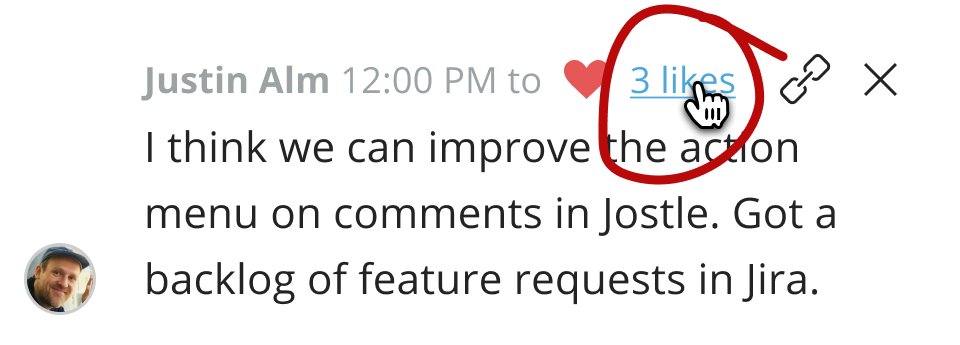 Justin Alm 12:00 PM to 3 likes
I think we can improve the action
menu on comments in Jostle. Got a
backlog of feature requests in Jira.